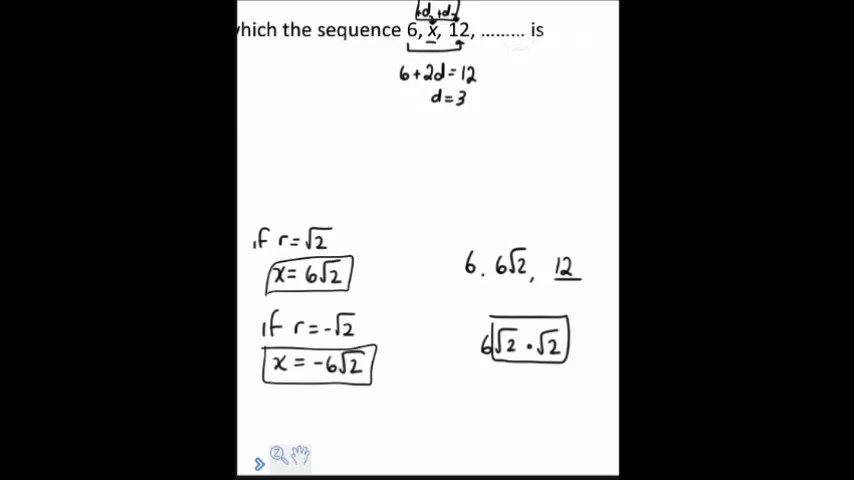 +d +d
which the sequence 6, x, 12, ......... is
6+2d=12
d=3
if r=√2
x=6√2
6. 6√2, 12
if r=-√2
x=-6√2
6√2•√2